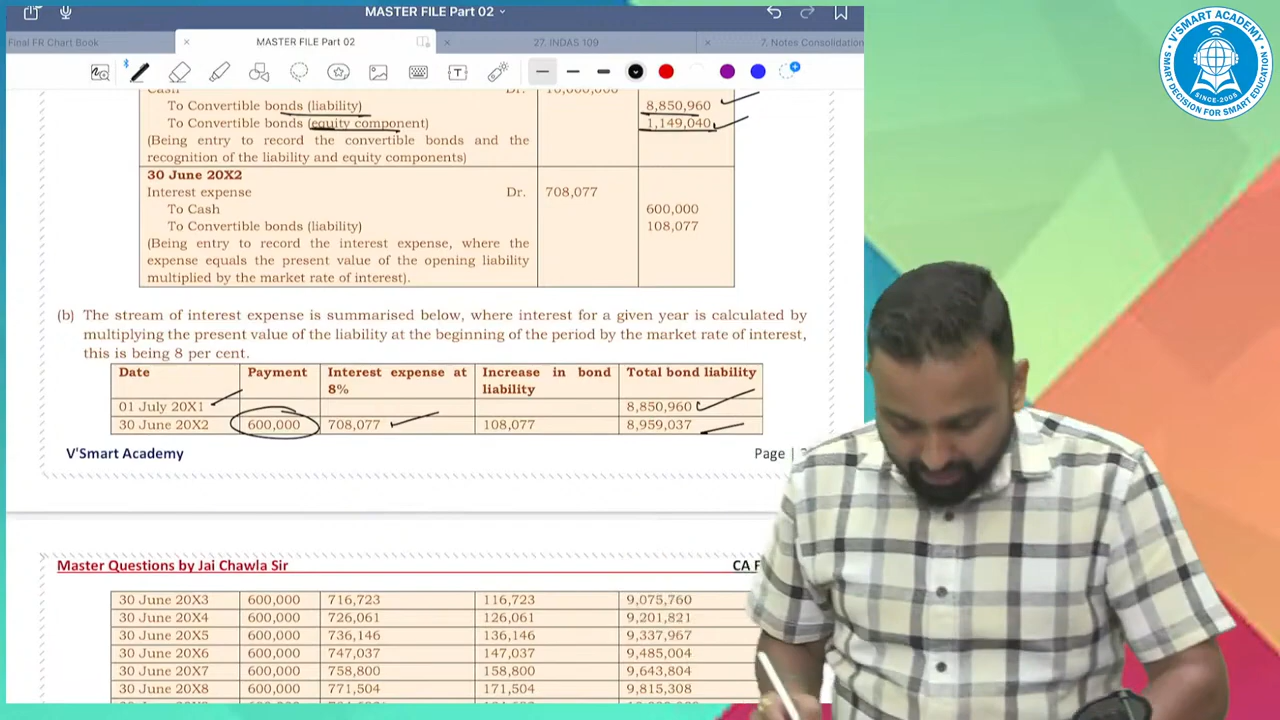 MASTER FILE Part 02
Final FR Chart Book
MASTER FILE Part 02
27. INDAS 109
7. Notes Consolidation
V'SMART ACADEMY
SMART DECISION FOR SMART EDUCATION
SINCE-2008
Cash Dr. 10,000,000
To Convertible bonds (liability) 8,850,960
To Convertible bonds (equity component) 1,149,040
(Being entry to record the convertible bonds and the
recognition of the liability and equity components)
30 June 20X2
Interest expense Dr. 708,077
To Cash 600,000
To Convertible bonds (liability) 108,077
(Being entry to record the interest expense, where the
expense equals the present value of the opening liability
multiplied by the market rate of interest).
(b) The stream of interest expense is summarised below, where interest for a given year is calculated by
multiplying the present value of the liability at the beginning of the period by the market rate of interest,
this is being 8 per cent.
Date Payment Interest expense at Increase in bond Total bond liability
8% liability
01 July 20X1 8,850,960
30 June 20X2 600,000 708,077 108,077 8,959,037
V'Smart Academy Page |
Master Questions by Jai Chawla Sir CA F
30 June 20X3 600,000 716,723 116,723 9,075,760
30 June 20X4 600,000 726,061 126,061 9,201,821
30 June 20X5 600,000 736,146 136,146 9,337,967
30 June 20X6 600,000 747,037 147,037 9,485,004
30 June 20X7 600,000 758,800 158,800 9,643,804
30 June 20X8 600,000 771,504 171,504 9,815,308